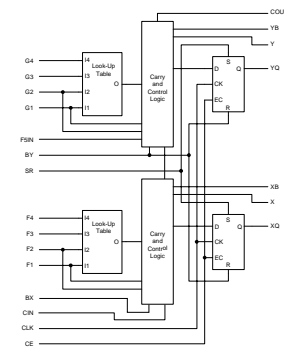 COU
YB
Y
G4 I4 Look-Up Table
G3 I3
G2 I2 O
G1 I1
Carry and Control Logic
S
D Q YQ
CK
EC
R
F5IN
BY
SR
XB
X
F4 I4 Look-Up Table
F3 I3
F2 I2 O
F1 I1
Carry and Control Logic
S
D Q XQ
CK
EC
R
BX
CIN
CLK
CE